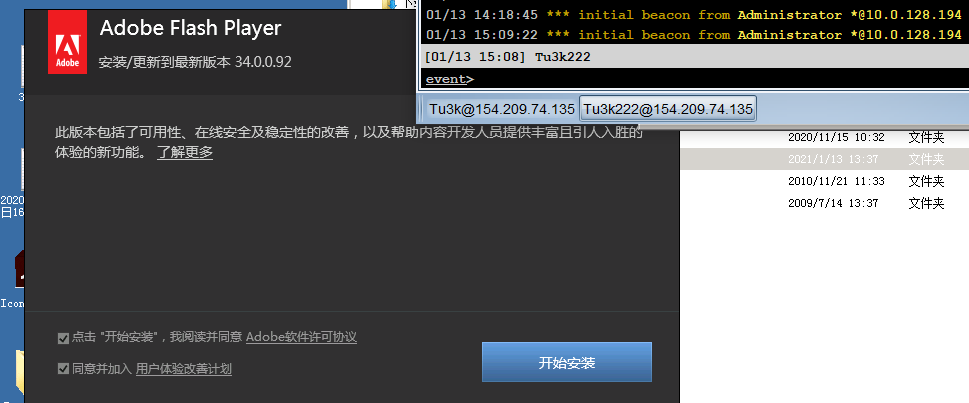 Adobe Flash Player
Adobe
安装/更新到最新版本 34.0.0.92
此版本包括了可用性、在线安全及稳定性的改善，以及帮助内容开发人员提供丰富且引人入胜的
体验的新功能。 了解更多
点击 "开始安装"，我阅读并同意 Adobe软件许可协议
同意并加入 用户体验改善计划
开始安装
01/13 14:18:45 *** initial beacon from Administrator *@10.0.128.194
01/13 15:09:22 *** initial beacon from Administrator *@10.0.128.194
[01/13 15:08] Tu3k222
event>
Tu3k@154.209.74.135 Tu3k222@154.209.74.135
2020/11/15 10:32 文件夹
2021/1/13 13:37 文件夹
2010/11/21 11:33 文件夹
2009/7/14 13:37 文件夹
3
2020
日16
Icon